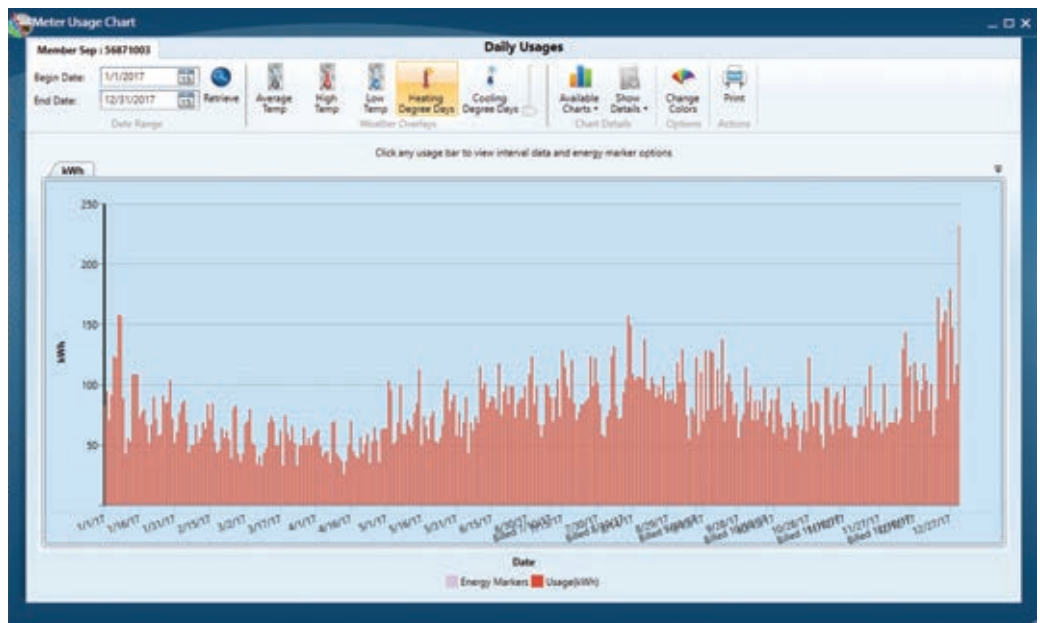 Meter Usage Chart
Member Sep : 56871003
Daily Usages
Begin Date: 1/1/2017 15
End Date: 12/31/2017 15
Retrieve
Date Range
Average Temp
High Temp
Low Temp
Heating Degree Days
Cooling Degree Days
Weather Overlays
Available Charts
Show Details
Chart Details
Change Colors
Options
Print
Actions
Click any usage bar to view interval data and energy marker options
kWh
250
200
150
100
50
kWh
1/1/17 1/16/17 1/31/17 2/15/17 3/2/17 3/17/17 4/1/17 4/16/17 5/1/17 5/16/17 5/31/17 6/15/17 6/30/17 7/20/17 8/29/17 9/28/17 10/28/17 11/27/17 12/27/17
Date
Energy Markers Usage(kWh)